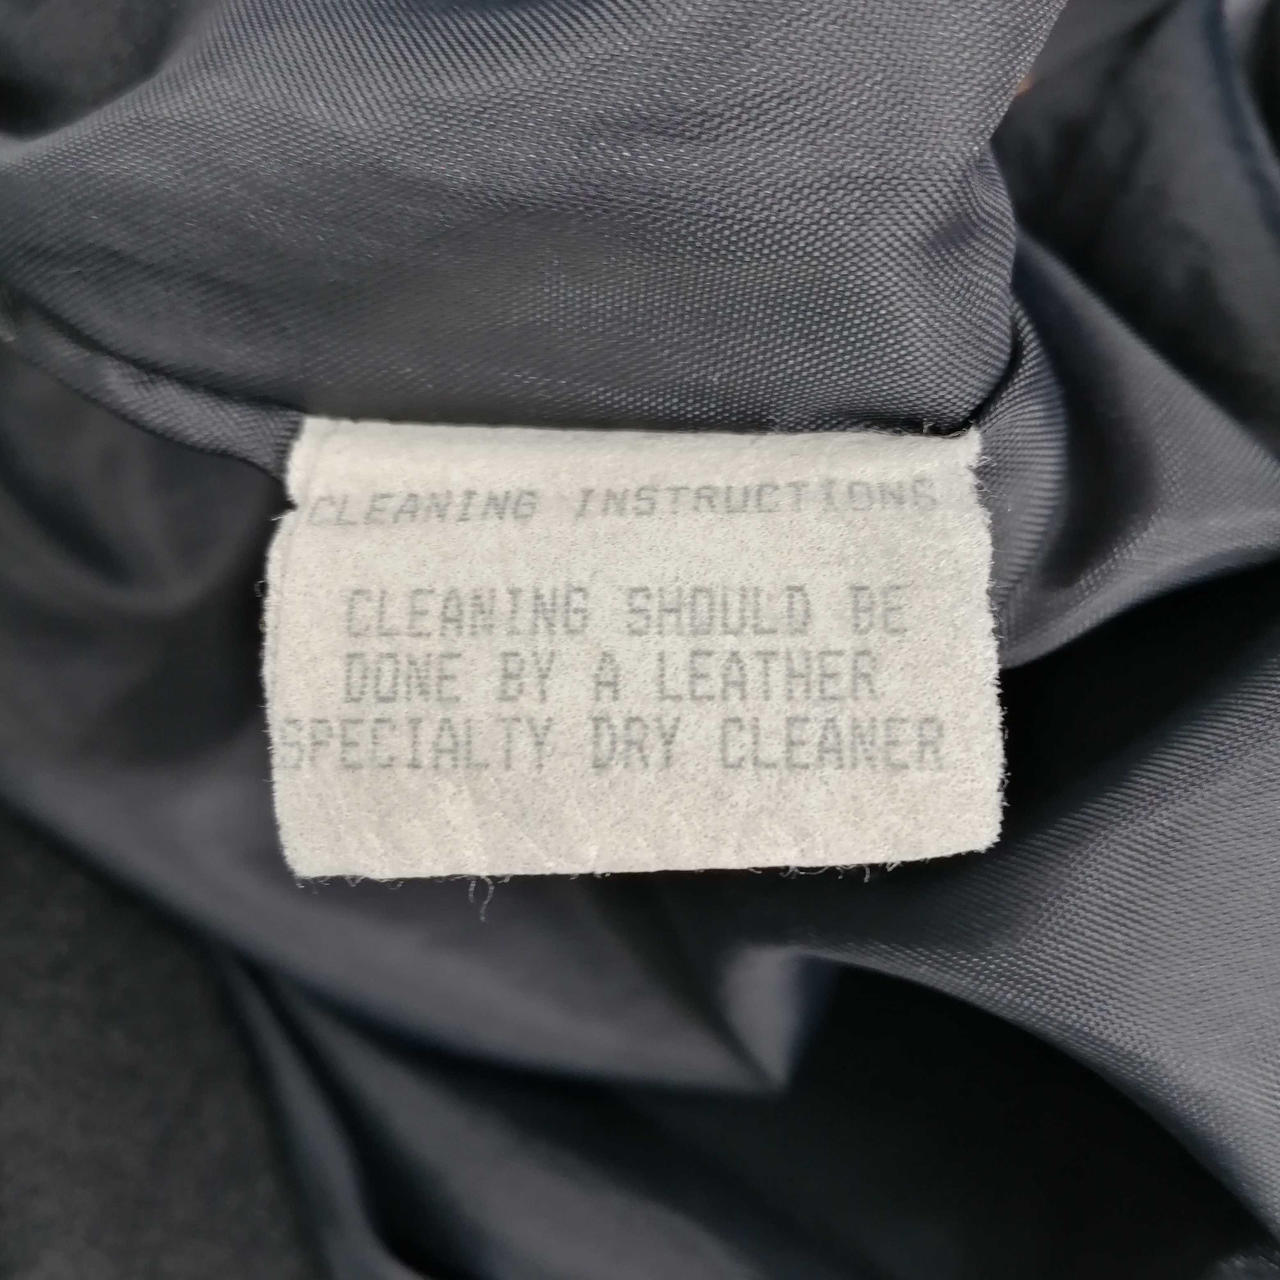 CLEANING INSTRUCTIONS
CLEANING SHOULD BE
DONE BY A LEATHER
SPECIALTY DRY CLEANER